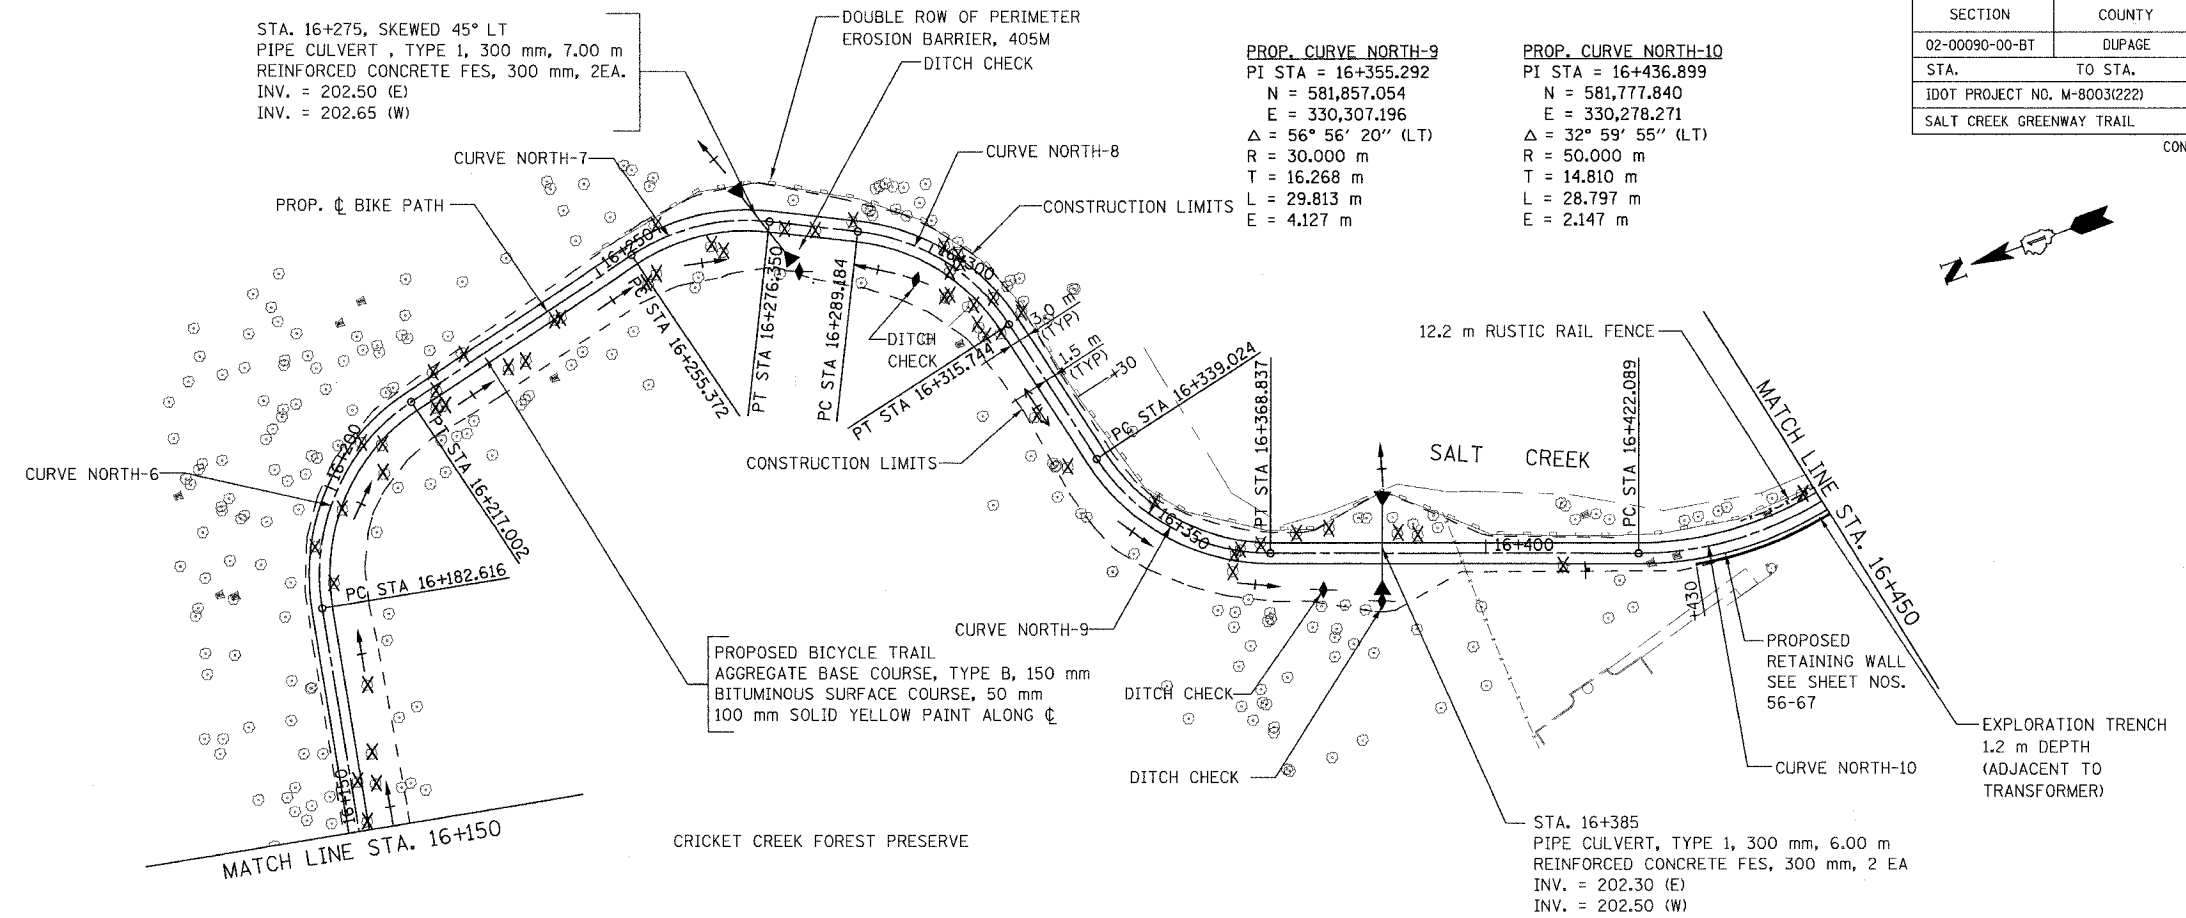 STA. 16+275, SKEWED 45° LT
PIPE CULVERT , TYPE 1, 300 mm, 7.00 m
REINFORCED CONCRETE FES, 300 mm, 2EA.
INV. = 202.50 (E)
INV. = 202.65 (W)
DOUBLE ROW OF PERIMETER
EROSION BARRIER, 405M
DITCH CHECK
PROP. CURVE NORTH-9
PI STA = 16+355.292
N = 581,857.054
E = 330,307.196
Δ = 56° 56' 20'' (LT)
R = 30.000 m
T = 16.268 m
L = 29.813 m
E = 4.127 m
PROP. CURVE NORTH-10
PI STA = 16+436.899
N = 581,777.840
E = 330,278.271
Δ = 32° 59' 55'' (LT)
R = 50.000 m
T = 14.810 m
L = 28.797 m
E = 2.147 m
SECTION COUNTY
02-00090-00-BT DUPAGE
STA. TO STA.
IDOT PROJECT NO. M-8003(222)
SALT CREEK GREENWAY TRAIL
CON
CURVE NORTH-7
CURVE NORTH-8
PROP. ℄ BIKE PATH
CONSTRUCTION LIMITS
16+250
16+300
N
PC STA 16+255.372
PT STA 16+276.350
PC STA 16+289.184
DITCH
CHECK
PT STA 16+315.744
3.0 m
(TYP)
1.5 m
(TYP)
+30
PC STA 16+339.024
PT STA 16+368.837
12.2 m RUSTIC RAIL FENCE
PC STA 16+422.089
MATCH LINE STA. 16+450
SALT CREEK
CONSTRUCTION LIMITS
CURVE NORTH-6
16+200
PT STA 16+217.002
16+350
16+400
PC STA 16+182.616
CURVE NORTH-9
+430
PROPOSED BICYCLE TRAIL
AGGREGATE BASE COURSE, TYPE B, 150 mm
BITUMINOUS SURFACE COURSE, 50 mm
100 mm SOLID YELLOW PAINT ALONG ℄
DITCH CHECK
DITCH CHECK
PROPOSED
RETAINING WALL
SEE SHEET NOS.
56-67
EXPLORATION TRENCH
1.2 m DEPTH
(ADJACENT TO
TRANSFORMER)
CURVE NORTH-10
16+150
MATCH LINE STA. 16+150
CRICKET CREEK FOREST PRESERVE
STA. 16+385
PIPE CULVERT, TYPE 1, 300 mm, 6.00 m
REINFORCED CONCRETE FES, 300 mm, 2 EA
INV. = 202.30 (E)
INV. = 202.50 (W)